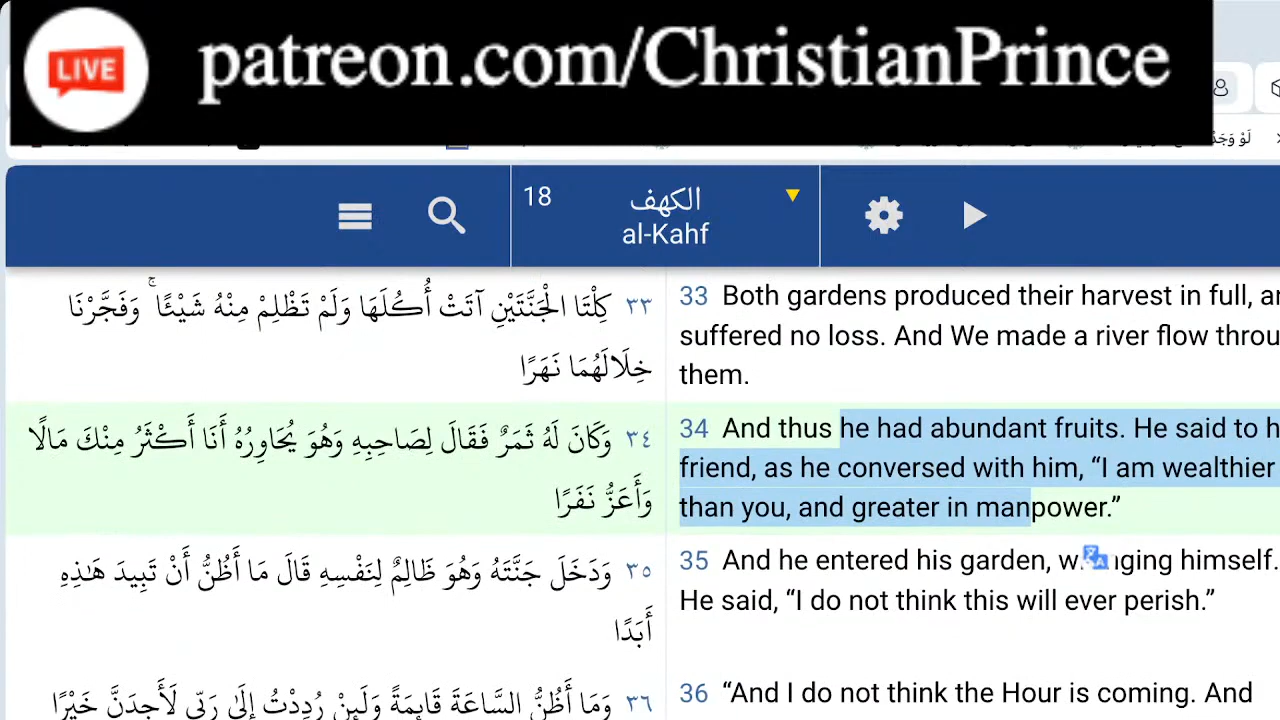 LIVE
patreon.com/ChristianPrince
لَوْ
18
الكهف
al-Kahf
٣٣ كِلْتَا الْجَنَّتَيْنِ آتَتْ أُكُلَهَا وَلَمْ تَظْلِمْ مِنْهُ شَيْئًا ۚ وَفَجَّرْنَا
خِلَالَهُمَا نَهَرًا
33 Both gardens produced their harvest in full, a
suffered no loss. And We made a river flow throu
them.
٣٤ وَكَانَ لَهُ ثَمَرٌ فَقَالَ لِصَاحِبِهِ وَهُوَ يُحَاوِرُهُ أَنَا أَكْثَرُ مِنْكَ مَالًا
وَأَعَزُّ نَفَرًا
34 And thus he had abundant fruits. He said to h
friend, as he conversed with him, “I am wealthier
than you, and greater in manpower.”
٣٥ وَدَخَلَ جَنَّتَهُ وَهُوَ ظَالِمٌ لِنَفْسِهِ قَالَ مَا أَظُنُّ أَنْ تَبِيدَ هَٰذِهِ
أَبَدًا
35 And he entered his garden, w nging himself.
He said, “I do not think this will ever perish.”
٣٦ وَمَا أَظُنُّ السَّاعَةَ قَائِمَةً وَلَئِنْ رُدِدْتُ إِلَىٰ رَبِّي لَأَجِدَنَّ خَيْرًا
36 “And I do not think the Hour is coming. And